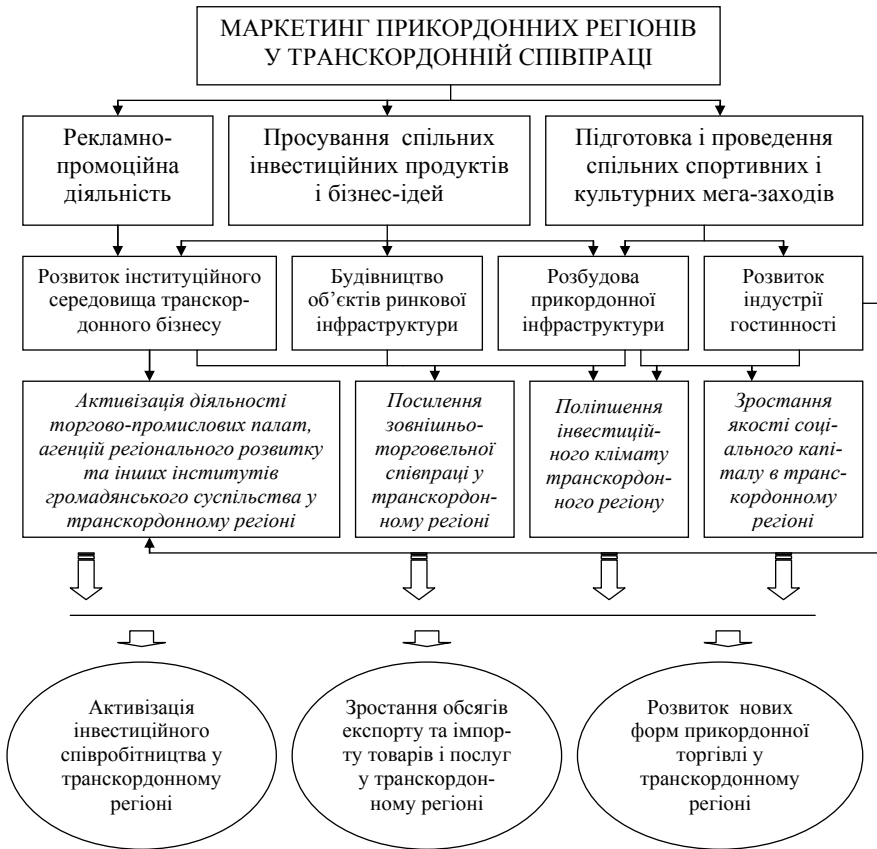 МАРКЕТИНГ ПРИКОРДОННИХ РЕГІОНІВ
У ТРАНСКОРДОННІЙ СПІВПРАЦІ
Рекламно-
промоційна
діяльність
Просування спільних
інвестиційних продуктів
і бізнес-ідей
Підготовка і проведення
спільних спортивних і
культурних мега-заходів
Розвиток інституційного
середовища транскор-
донного бізнесу
Будівництво
об’єктів ринкової
інфраструктури
Розбудова
прикордонної
інфраструктури
Розвиток
індустрії
гостинності
Активізація діяльності
торгово-промислових палат,
агенцій регіонального розвитку
та інших інститутів
громадянського суспільства у
транскордонному регіоні
Посилення
зовнішньо-
торговельної
співпраці у
транскордон-
ному регіоні
Поліпшення
інвестицій-
ного клімату
транскордон-
ного регіону
Зростання
якості соці-
ального капі-
талу в транс-
кордонному
регіоні
Активізація
інвестиційного
співробітництва у
транскордонному
регіоні
Зростання обсягів
експорту та імпор-
ту товарів і послуг
у транскордон-
ному регіоні
Розвиток нових
форм прикордонної
торгівлі у
транскордонному
регіоні